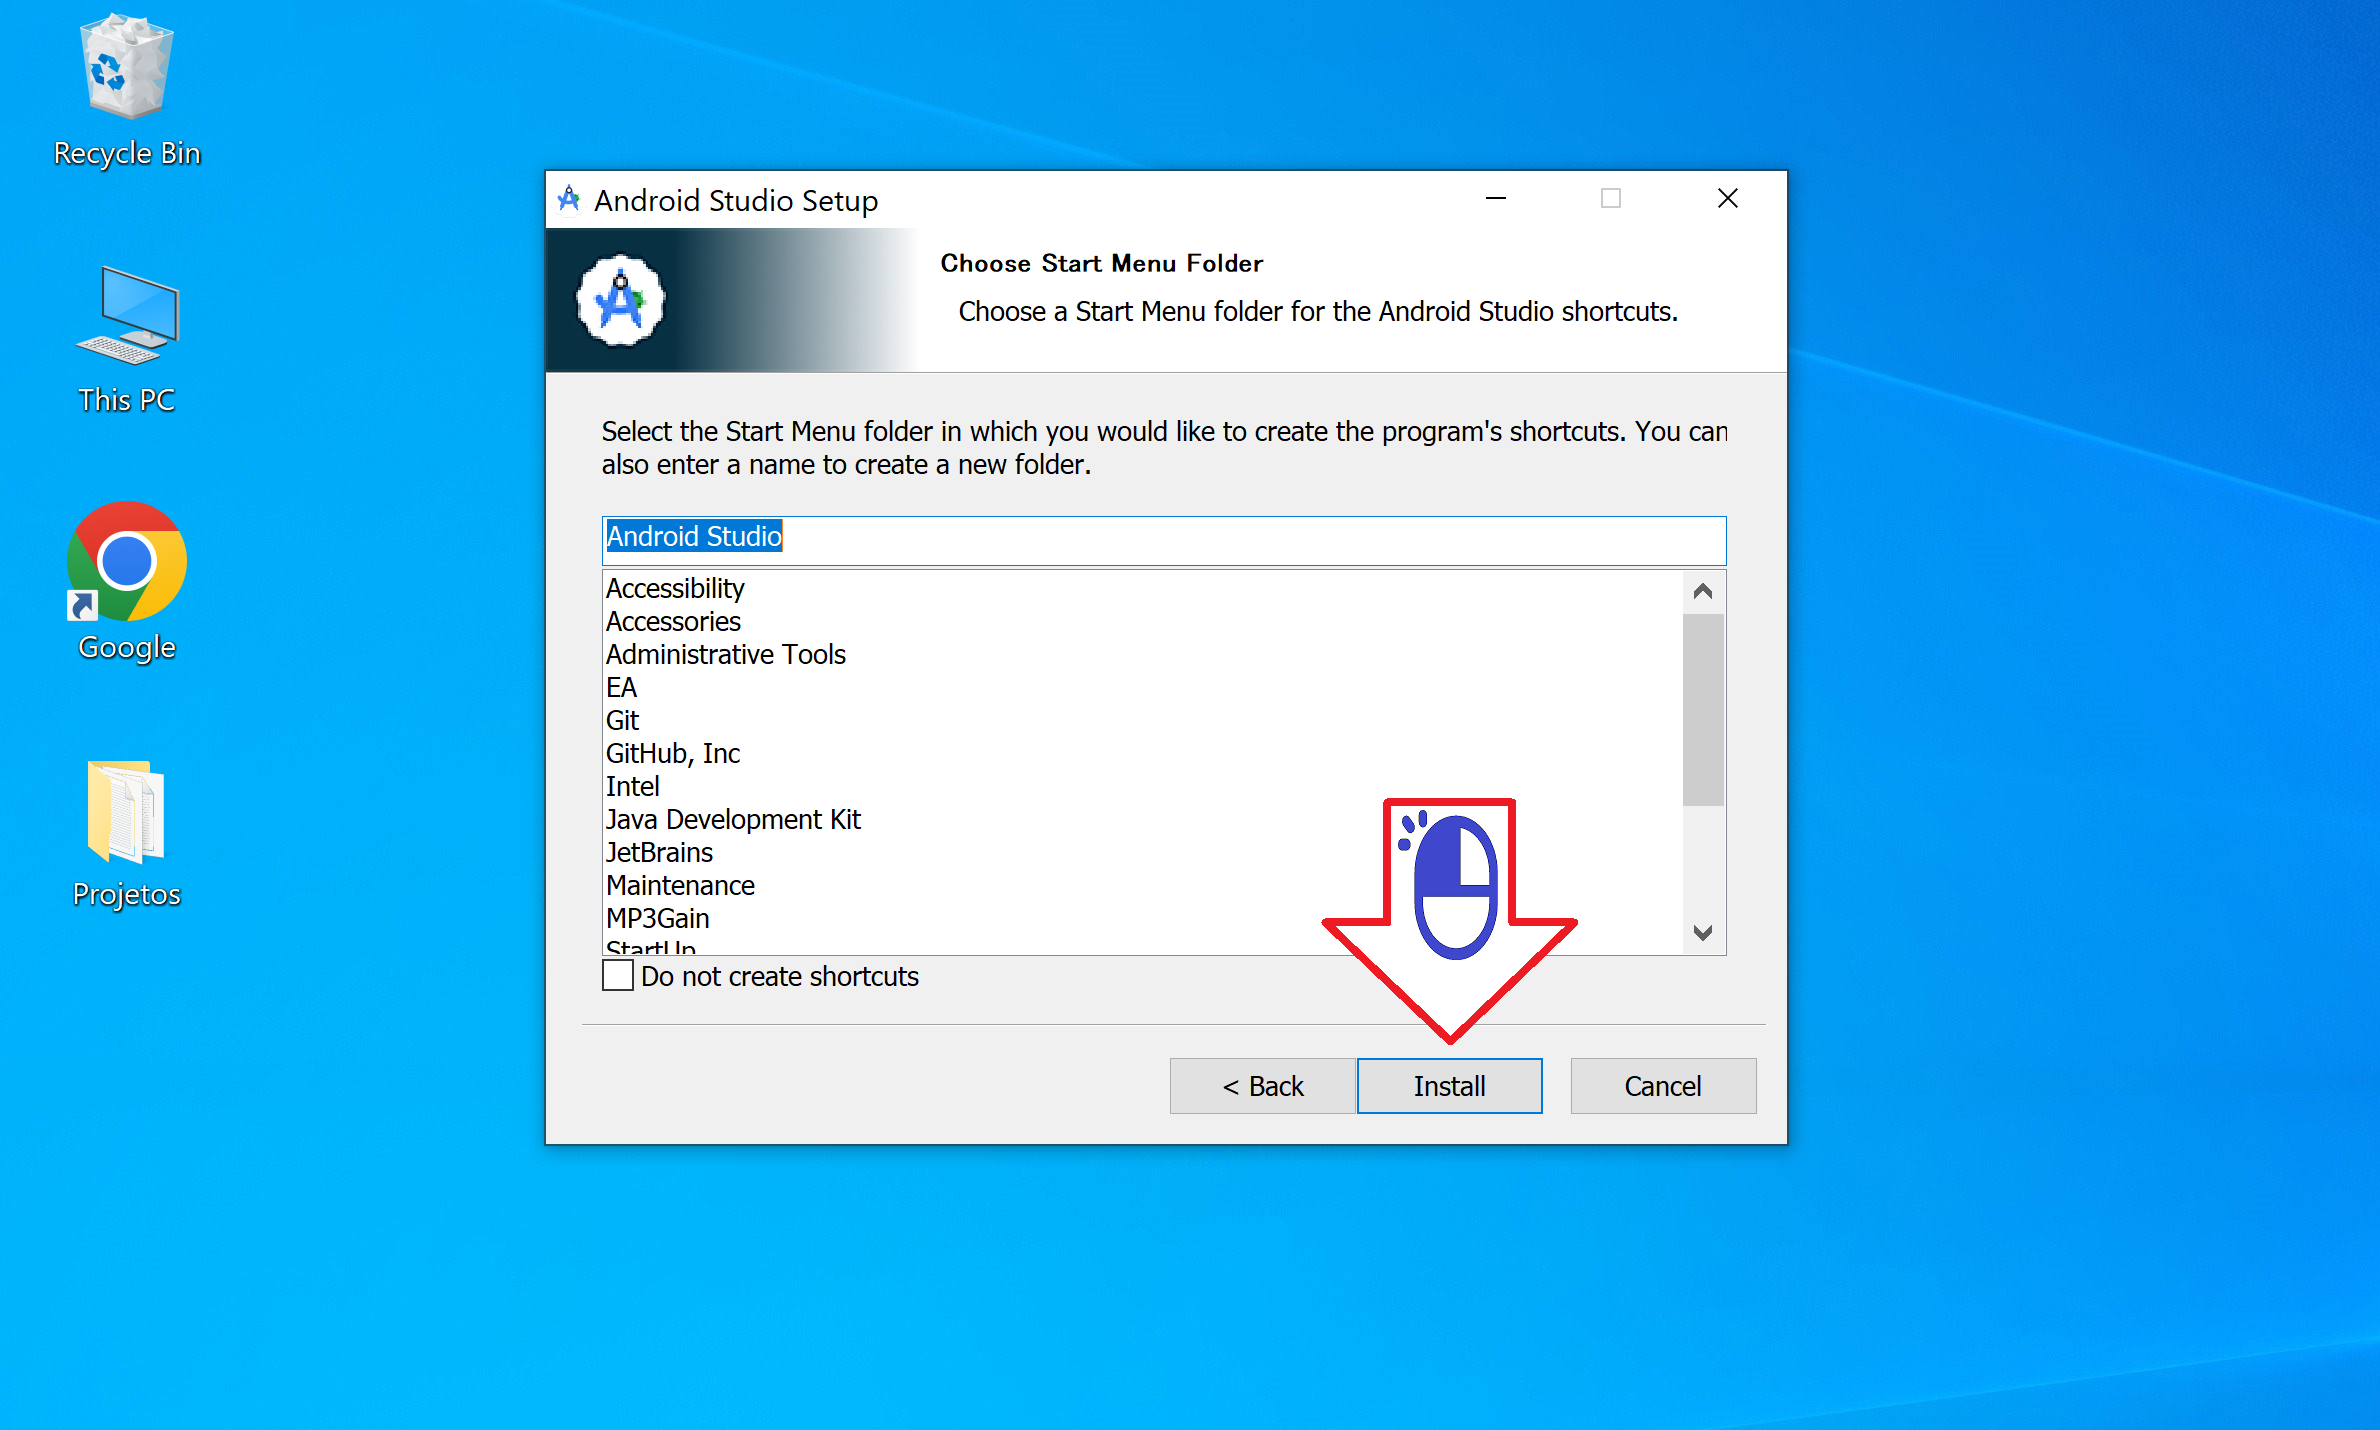 Recycle Bin
This PC
Google
Projetos
Android Studio Setup
Choose Start Menu Folder
Choose a Start Menu folder for the Android Studio shortcuts.
Select the Start Menu folder in which you would like to create the program's shortcuts. You can
also enter a name to create a new folder.
Android Studio
Accessibility
Accessories
Administrative Tools
EA
Git
GitHub, Inc
Intel
Java Development Kit
JetBrains
Maintenance
MP3Gain
StartUp
Do not create shortcuts
< Back
Install
Cancel